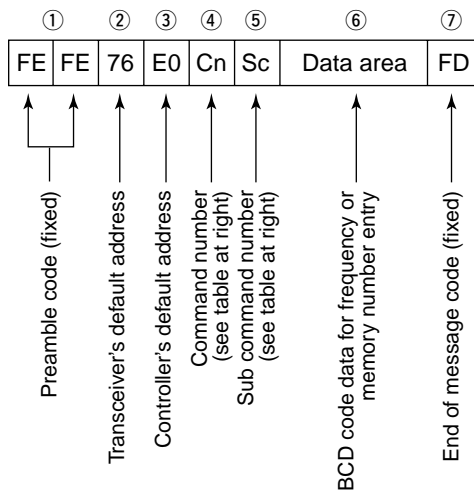 ① ② ③ ④ ⑤ ⑥ ⑦
FE FE 76 E0 Cn Sc Data area FD
Preamble code (fixed)
Transceiver's default address
Controller's default address
Command number
(see table at right)
Sub command number
(see table at right)
BCD code data for frequency or
memory number entry
End of message code (fixed)